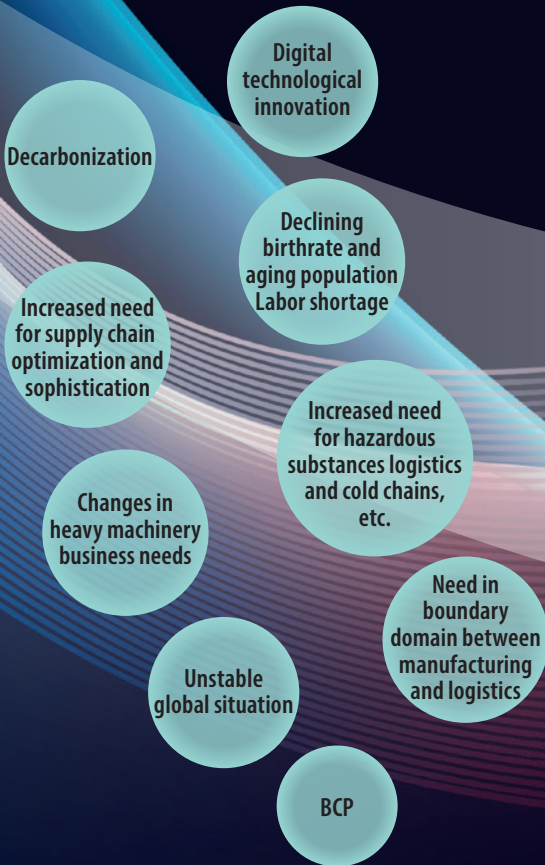 Digital
technological
innovation
Decarbonization
Declining
birthrate and
aging population
Labor shortage
Increased need
for supply chain
optimization and
sophistication
Increased need
for hazardous
substances logistics
and cold chains,
etc.
Changes in
heavy machinery
business needs
Need in
boundary
domain between
manufacturing
and logistics
Unstable
global situation
BCP